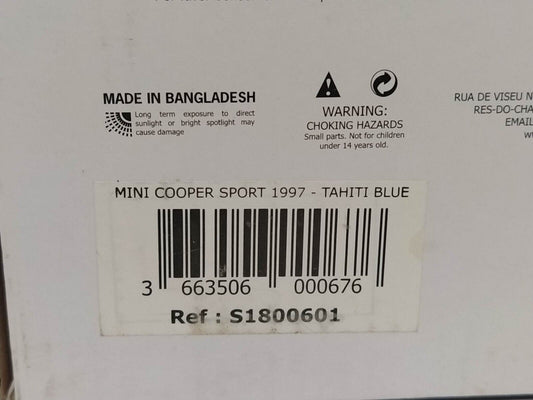 MADE IN BANGLADESH
Long term exposure to direct
sunlight or bright spotlight may
cause damage
WARNING:
CHOKING HAZARDS
Small parts. Not for children
under 14 years old.
RUA DE VISEU N
RES-DO-CHA
EMAIL
MINI COOPER SPORT 1997 - TAHITI BLUE
3 663506 000676
Ref : S1800601